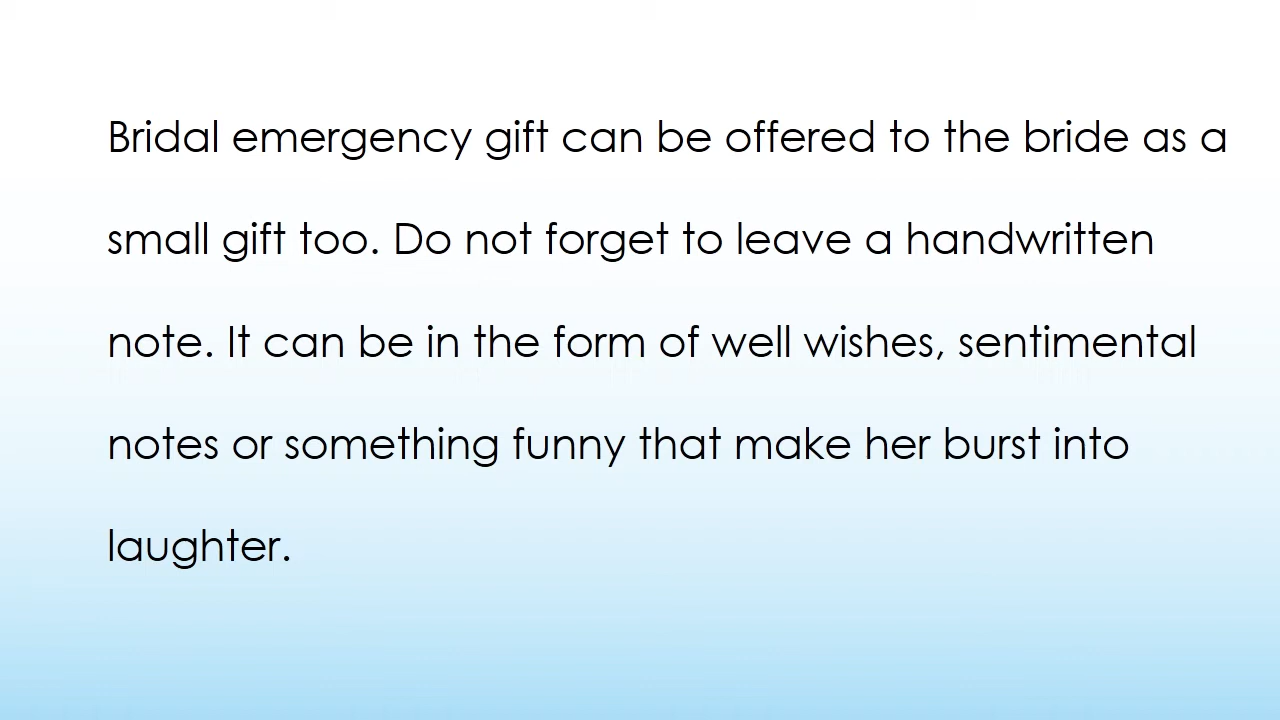 Bridal emergency gift can be offered to the bride as a
small gift too. Do not forget to leave a handwritten
note. It can be in the form of well wishes, sentimental
notes or something funny that make her burst into
laughter.